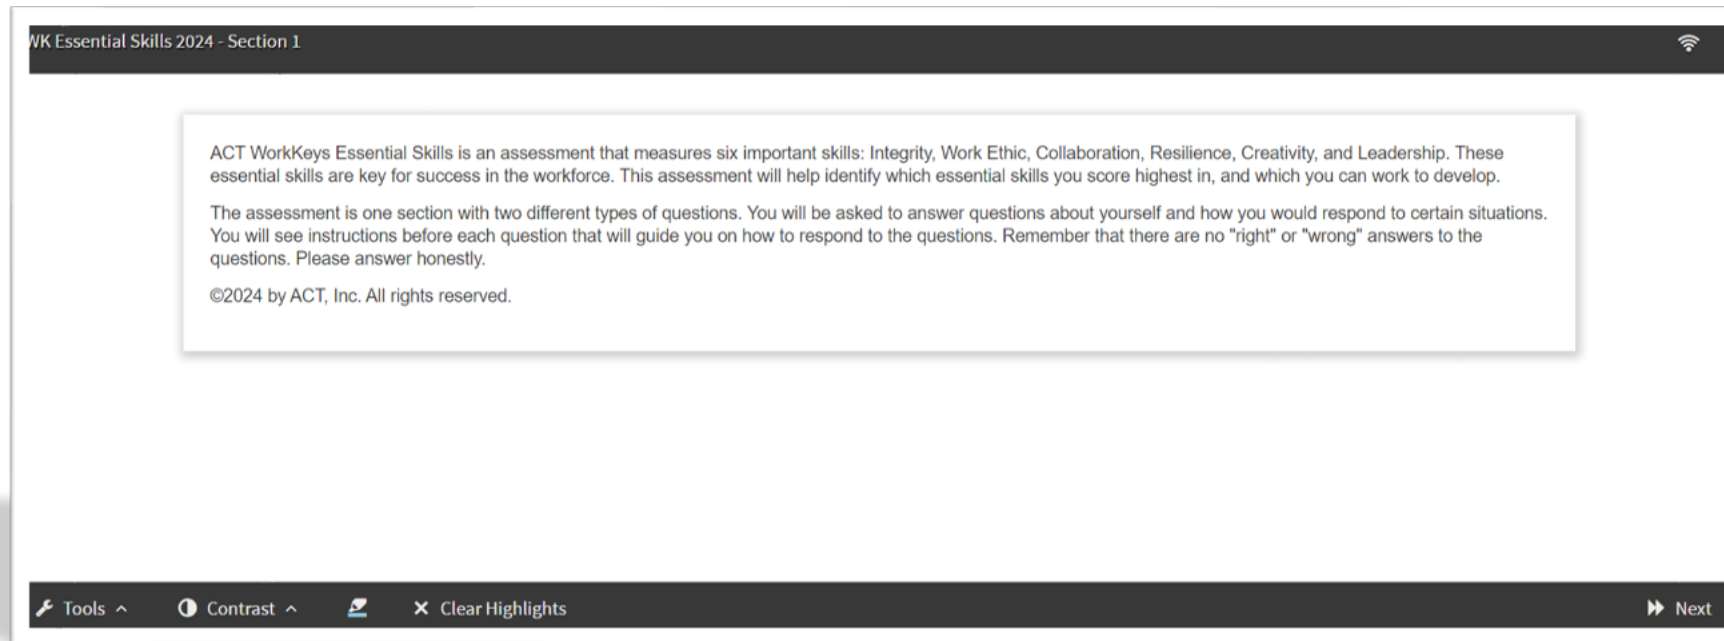 WK Essential Skills 2024 - Section 1
ACT WorkKeys Essential Skills is an assessment that measures six important skills: Integrity, Work Ethic, Collaboration, Resilience, Creativity, and Leadership. These
essential skills are key for success in the workforce. This assessment will help identify which essential skills you score highest in, and which you can work to develop.
The assessment is one section with two different types of questions. You will be asked to answer questions about yourself and how you would respond to certain situations.
You will see instructions before each question that will guide you on how to respond to the questions. Remember that there are no "right" or "wrong" answers to the
questions. Please answer honestly.
©2024 by ACT, Inc. All rights reserved.
Tools Contrast Clear Highlights Next